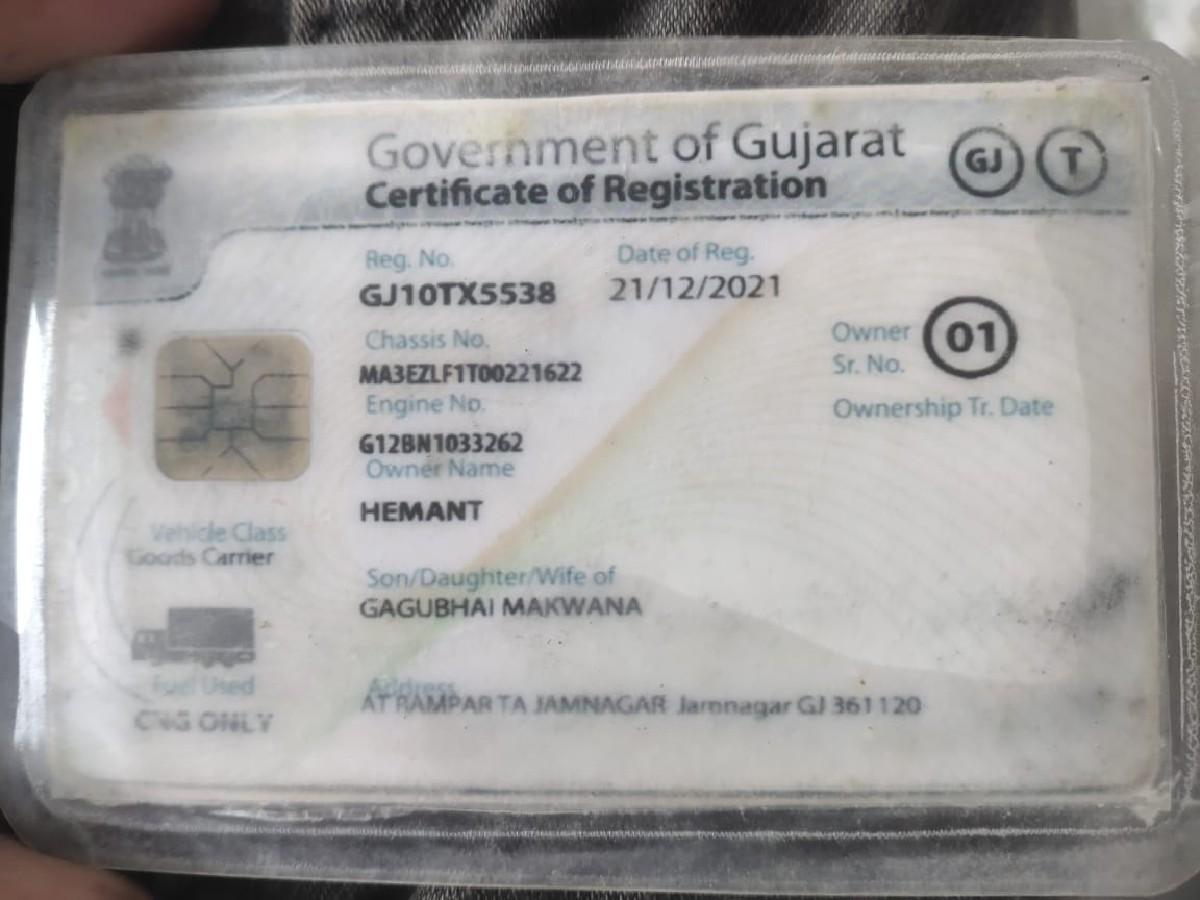 Government of Gujarat
Certificate of Registration
GJ T
Reg. No. Date of Reg.
GJ10TX5538 21/12/2021
Chassis No.
MA3EZLF1T00221622
Engine No.
G12BN1033262
Owner Name
HEMANT
Owner Sr. No. 01
Ownership Tr. Date
Son/Daughter/Wife of
GAGUBHAI MAKWANA
Address
AT RAMPAR TA JAMNAGAR Jamnagar GJ 361120
Vehicle Class
Goods Carrier
Fuel Used
CNG ONLY